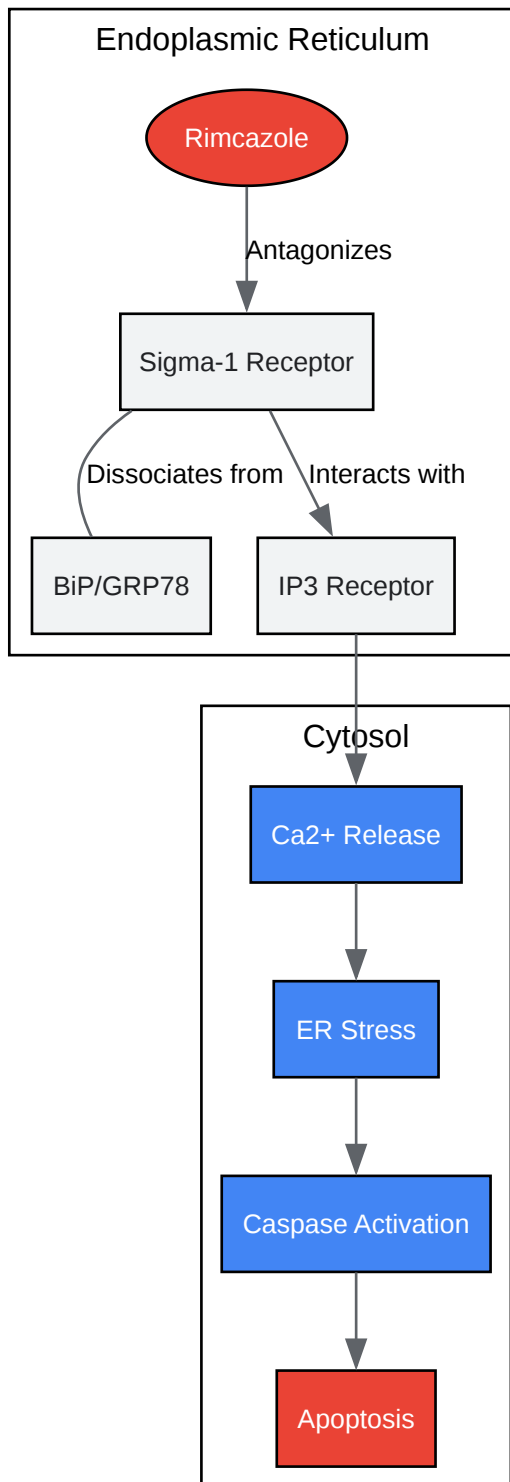 Endoplasmic Reticulum
Rimcazole
Antagonizes
Sigma-1 Receptor
Dissociates from
Interacts with
BiP/GRP78
IP3 Receptor
Cytosol
Ca2+ Release
ER Stress
Caspase Activation
Apoptosis